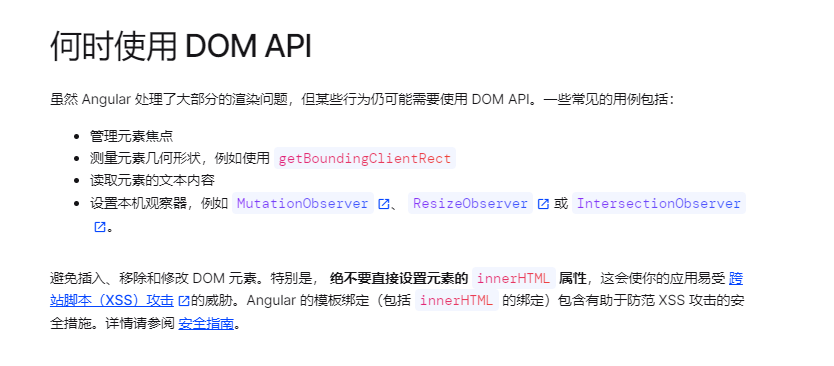 何时使用 DOM API
虽然 Angular 处理了大部分的渲染问题，但某些行为仍可能需要使用 DOM API。一些常见的用例包括：
管理元素焦点
测量元素几何形状，例如使用 getBoundingClientRect
读取元素的文本内容
设置本机观察器，例如 MutationObserver 、 ResizeObserver 或 IntersectionObserver
。
避免插入、移除和修改 DOM 元素。特别是， 绝不要直接设置元素的 innerHTML 属性，这会使你的应用易受 跨
站脚本（XSS）攻击 的威胁。Angular 的模板绑定（包括 innerHTML 的绑定）包含有助于防范 XSS 攻击的安
全措施。详情请参阅 安全指南。